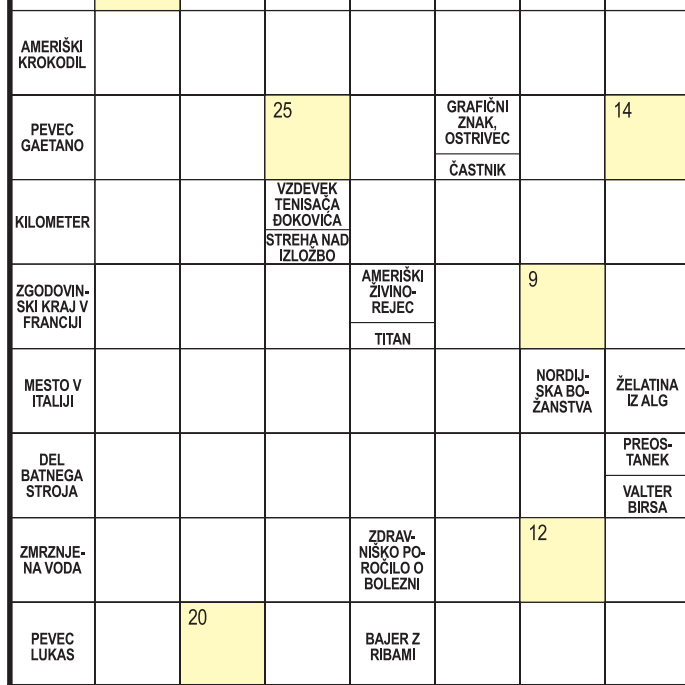 AMERIŠKI
KROKODIL
PEVEC
GAETANO
25
GRAFIČNI
ZNAK,
OSTRIVEC
ČASTNIK
14
KILOMETER
VZDEVEK
TENISAČA
ĐOKOVIĆA
STREHA NAD
IZLOŽBO
ZGODOVIN-
SKI KRAJ V
FRANCIJI
AMERIŠKI
ŽIVINO-
REJEC
TITAN
9
MESTO V
ITALIJI
NORDIJ-
SKA BO-
ŽANSTVA
ŽELATINA
IZ ALG
DEL
BATNEGA
STROJA
PREOS-
TANEK
VALTER
BIRSA
ZMRZNJE-
NA VODA
ZDRAV-
NIŠKO PO-
ROČILO O
BOLEZNI
12
PEVEC
LUKAS
20
BAJER Z
RIBAMI